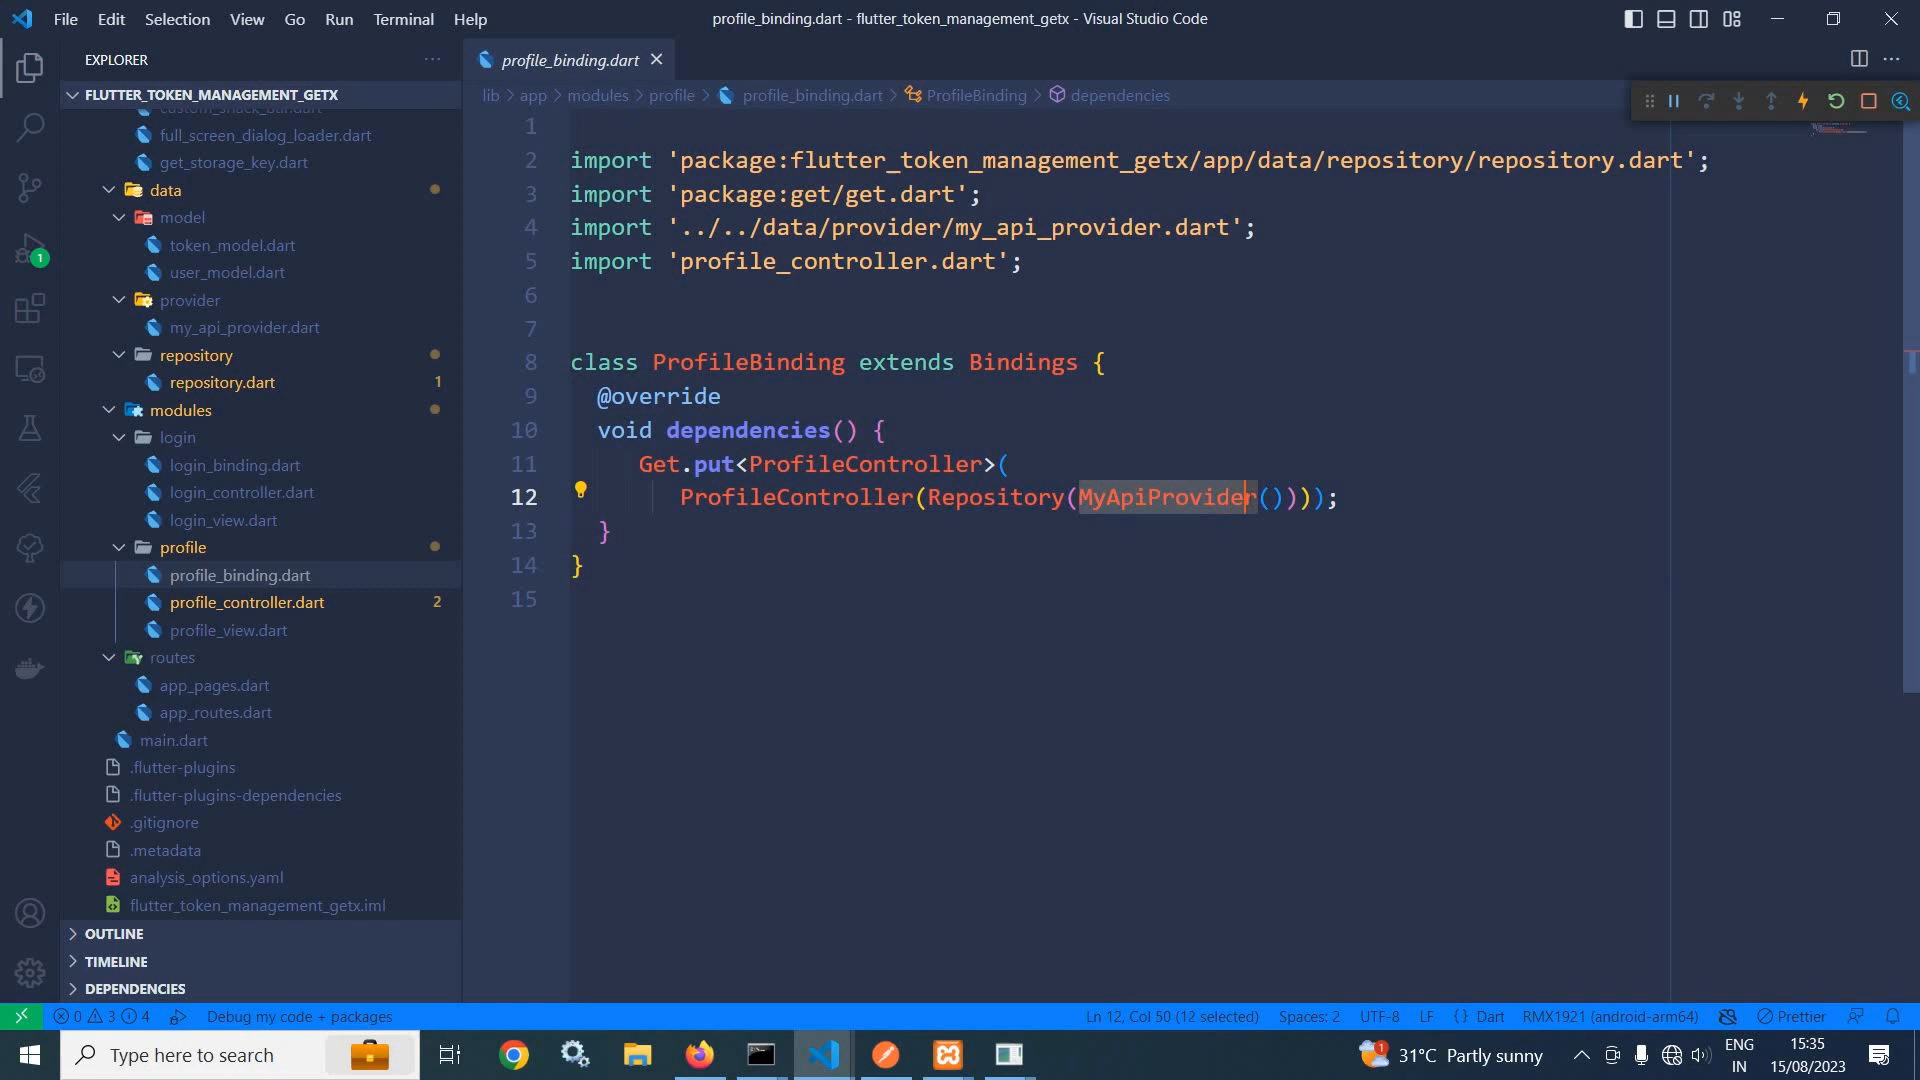 File Edit Selection View Go Run Terminal Help
profile_binding.dart - flutter_token_management_getx - Visual Studio Code
EXPLORER
profile_binding.dart
FLUTTER_TOKEN_MANAGEMENT_GETX
lib > app > modules > profile > profile_binding.dart > ProfileBinding > dependencies
custom_snack_bar.dart
full_screen_dialog_loader.dart
get_storage_key.dart
data
model
token_model.dart
user_model.dart
provider
my_api_provider.dart
repository
repository.dart 1
modules
login
login_binding.dart
login_controller.dart
login_view.dart
profile
profile_binding.dart
profile_controller.dart 2
profile_view.dart
routes
app_pages.dart
app_routes.dart
main.dart
.flutter-plugins
.flutter-plugins-dependencies
.gitignore
.metadata
analysis_options.yaml
flutter_token_management_getx.iml
OUTLINE
TIMELINE
DEPENDENCIES
1
1
2 import 'package:flutter_token_management_getx/app/data/repository/repository.dart';
3 import 'package:get/get.dart';
4 import '../../data/provider/my_api_provider.dart';
5 import 'profile_controller.dart';
6
7
8 class ProfileBinding extends Bindings {
9 @override
10 void dependencies() {
11 Get.put<ProfileController>(
12 ProfileController(Repository(MyApiProvider())));
13 }
14 }
15
0 3 4 Debug my code + packages
Ln 12, Col 50 (12 selected) Spaces: 2 UTF-8 LF {} Dart RMX1921 (android-arm64) Prettier
Type here to search
1
31°C Partly sunny
ENG
IN
15:35
15/08/2023